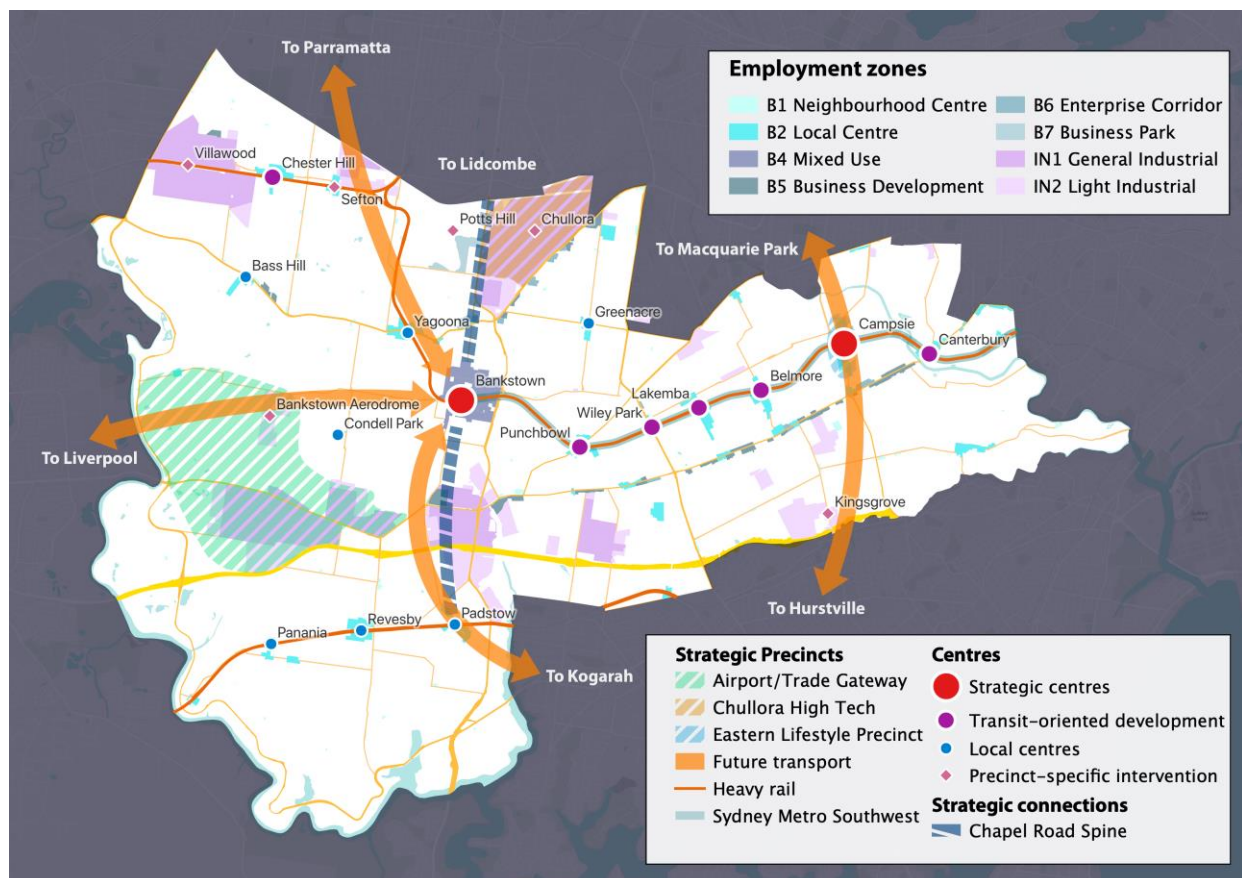 To Parramatta
Employment zones
B1 Neighbourhood Centre
B2 Local Centre
B4 Mixed Use
B5 Business Development
B6 Enterprise Corridor
B7 Business Park
IN1 General Industrial
IN2 Light Industrial
Villawood
Chester Hill
Sefton
To Lidcombe
Potts Hill
Chullora
To Macquarie Park
Bass Hill
Yagoona
Greenacre
Campsie
Canterbury
Bankstown
Belmore
Lakemba
Wiley Park
Punchbowl
Bankstown Aerodrome
Condell Park
To Liverpool
Kingsgrove
To Hurstville
Panania
Revesby
Padstow
To Kogarah
Strategic Precincts
Airport/Trade Gateway
Chullora High Tech
Eastern Lifestyle Precinct
Future transport
Heavy rail
Sydney Metro Southwest
Centres
Strategic centres
Transit-oriented development
Local centres
Precinct-specific intervention
Strategic connections
Chapel Road Spine